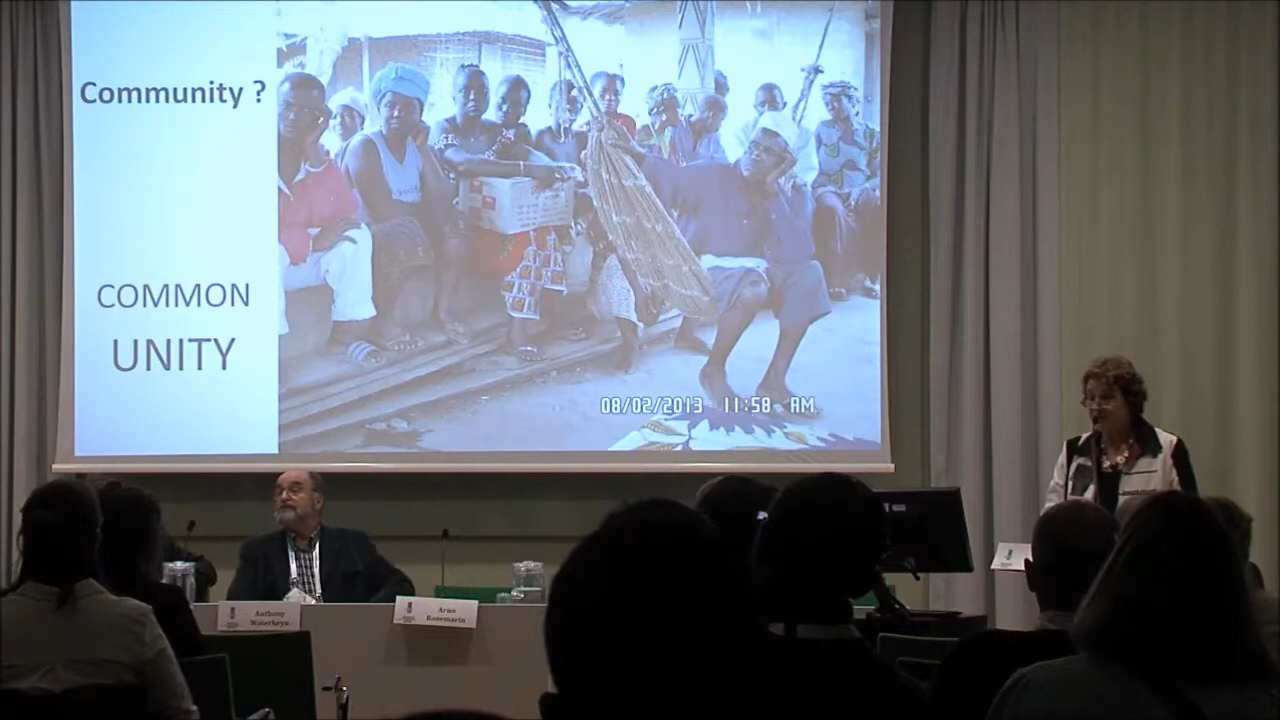 Community ?
COMMON
UNITY
08/02/2013 11:58 AM
Anthony
Waterkeyn
Arno
Rosemarin